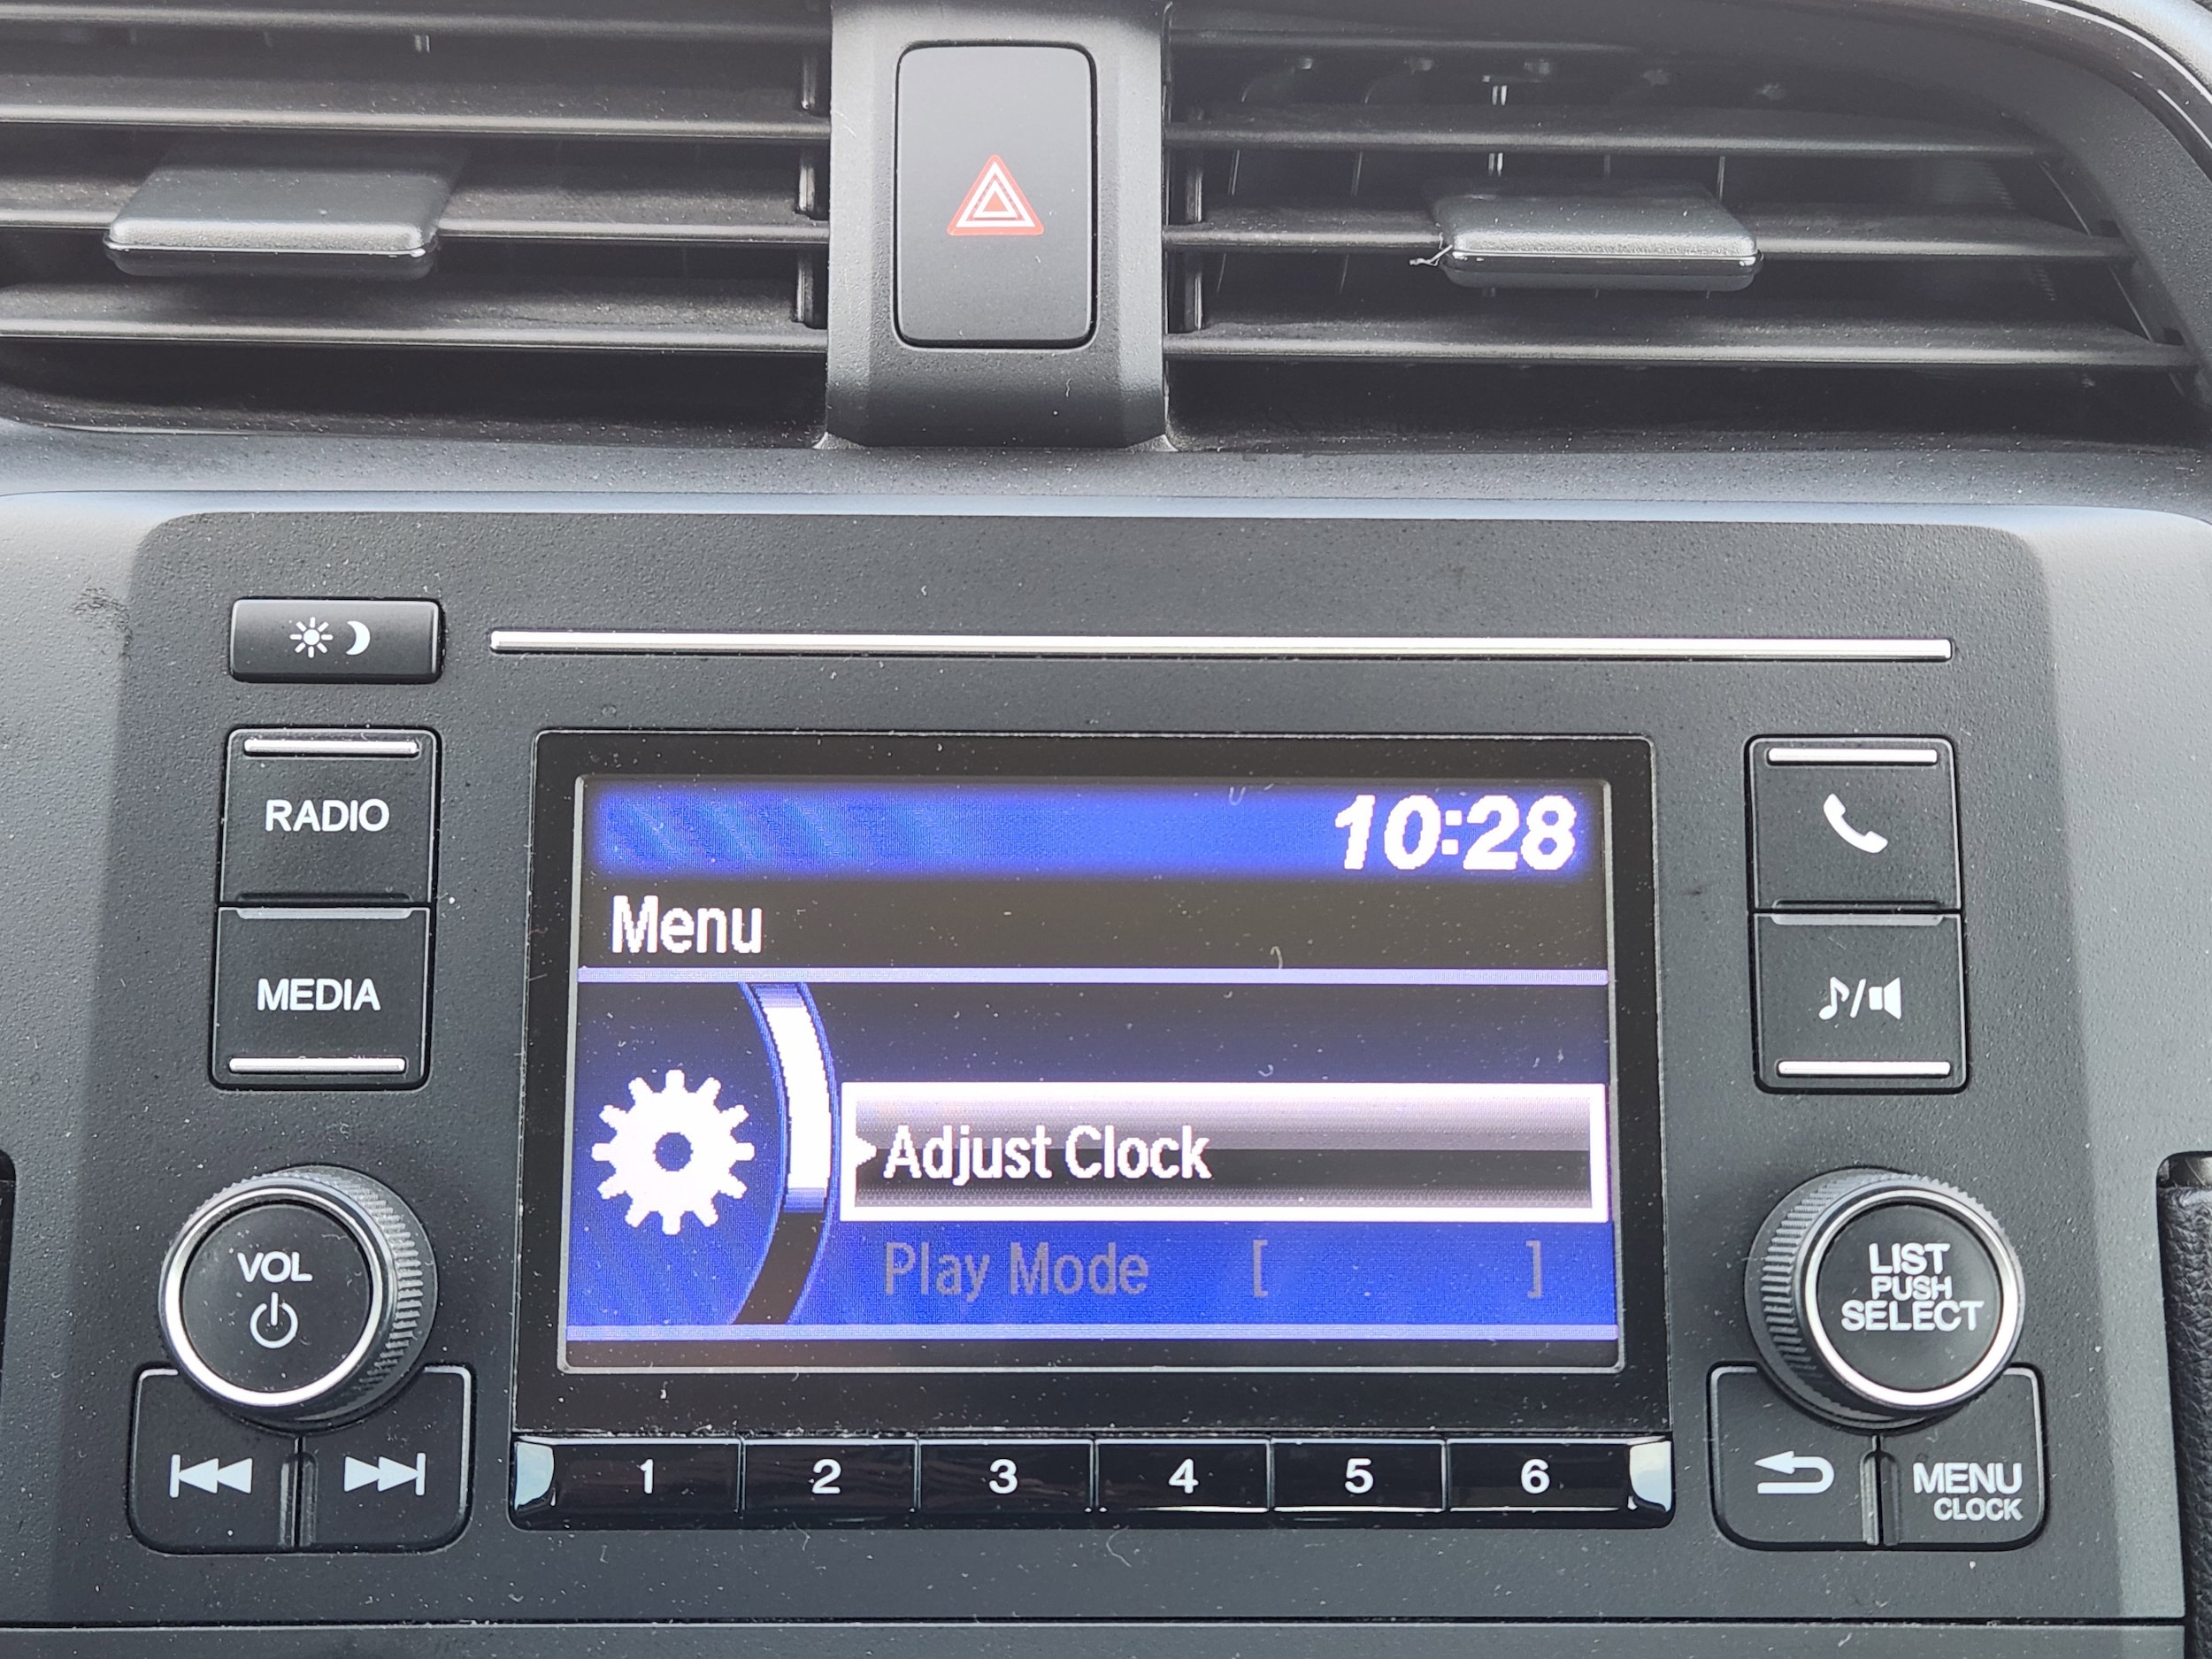 10:28
Menu
Adjust Clock
Play Mode [ ]
RADIO
MEDIA
VOL
LIST
PUSH
SELECT
1 2 3 4 5 6
MENU
CLOCK